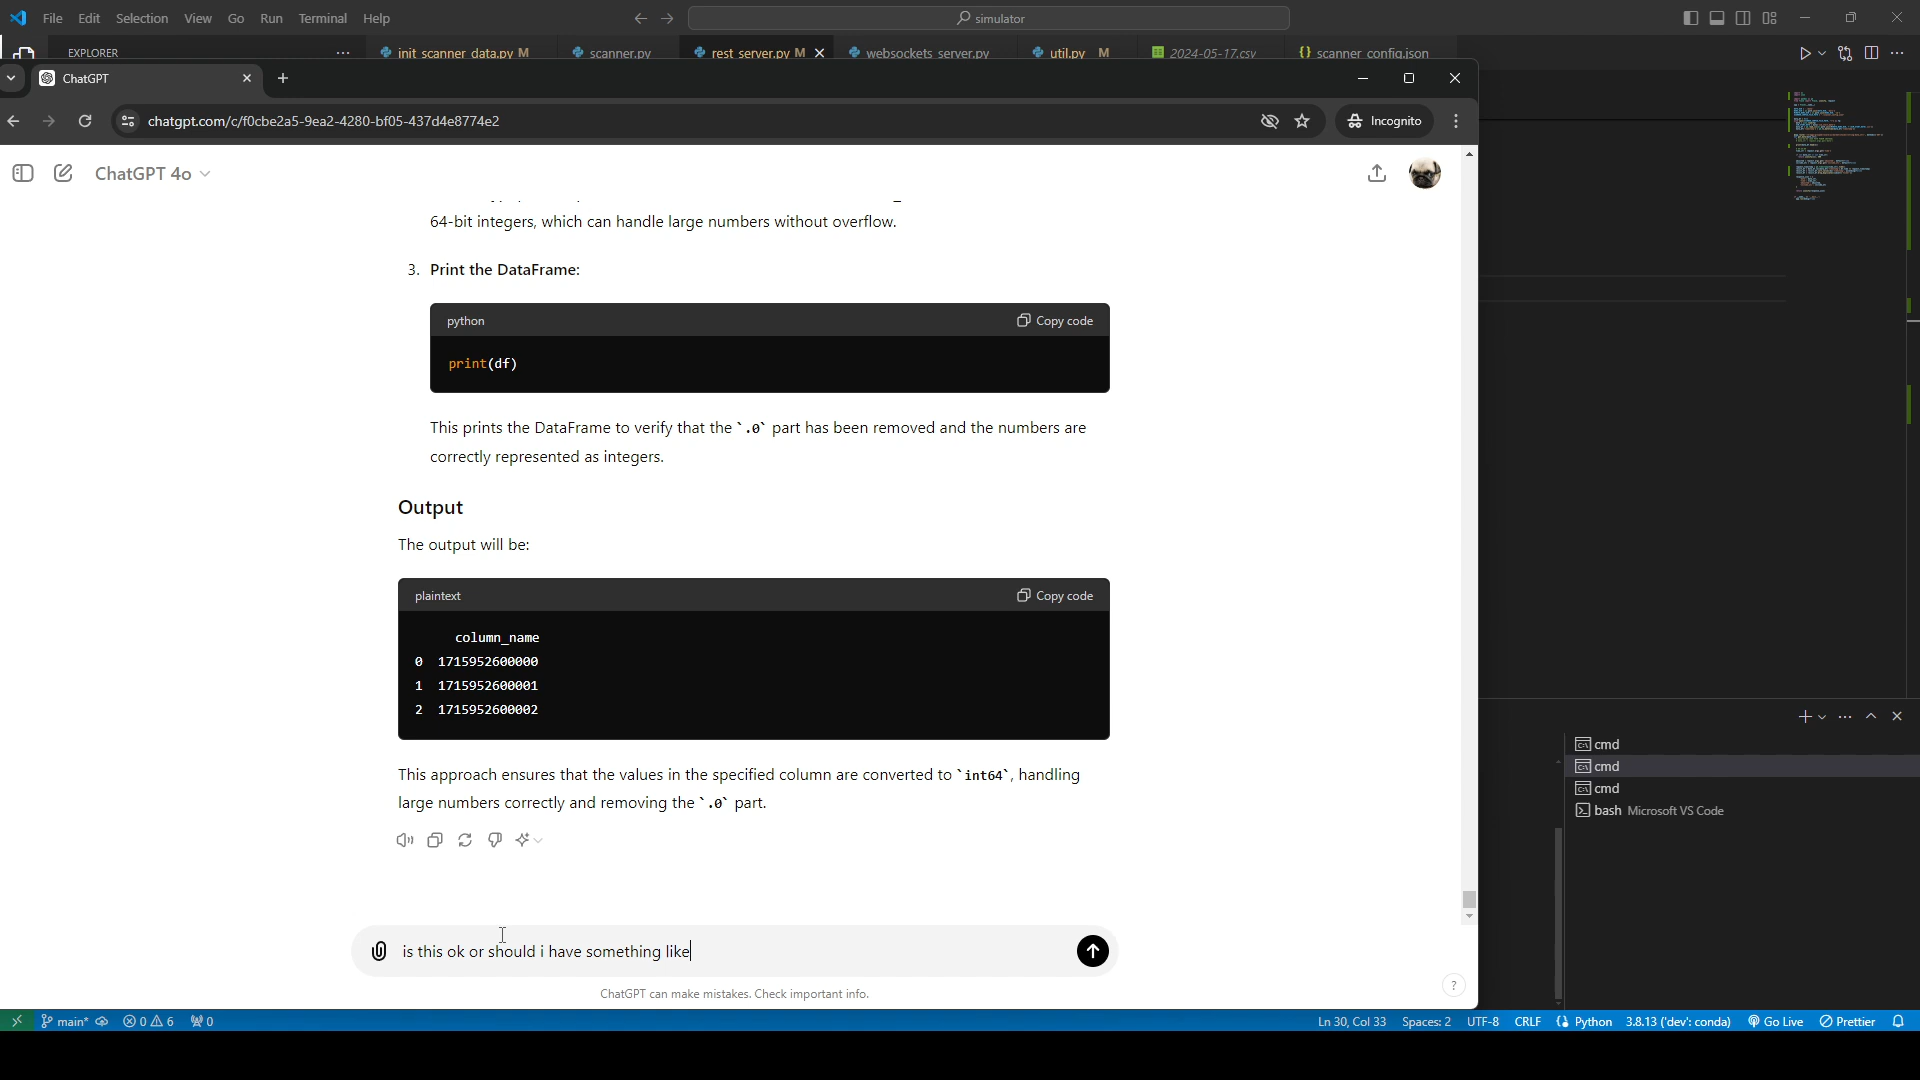 File Edit Selection View Go Run Terminal Help simulator
EXPLORER init_scanner_data.py M scanner.py rest_server.py M websockets_server.py util.py M 2024-05-17.csv scanner_config.json
ChatGPT
chatgpt.com/c/f0cbe2a5-9ea2-4280-bf05-437d4e8774e2 Incognito
ChatGPT 4o
64-bit integers, which can handle large numbers without overflow.
3. Print the DataFrame:
python Copy code
print(df)
This prints the DataFrame to verify that the `.0` part has been removed and the numbers are
correctly represented as integers.
Output
The output will be:
plaintext Copy code
column_name
0 1715952600000
1 1715952600001
2 1715952600002
This approach ensures that the values in the specified column are converted to `int64`, handling
large numbers correctly and removing the `.0` part.
is this ok or should i have something like
ChatGPT can make mistakes. Check important info.
?
cmd
cmd
cmd
bash Microsoft VS Code
main* 0 6 0 Ln 30, Col 33 Spaces: 2 UTF-8 CRLF Python 3.8.13 ('dev': conda) Go Live Prettier